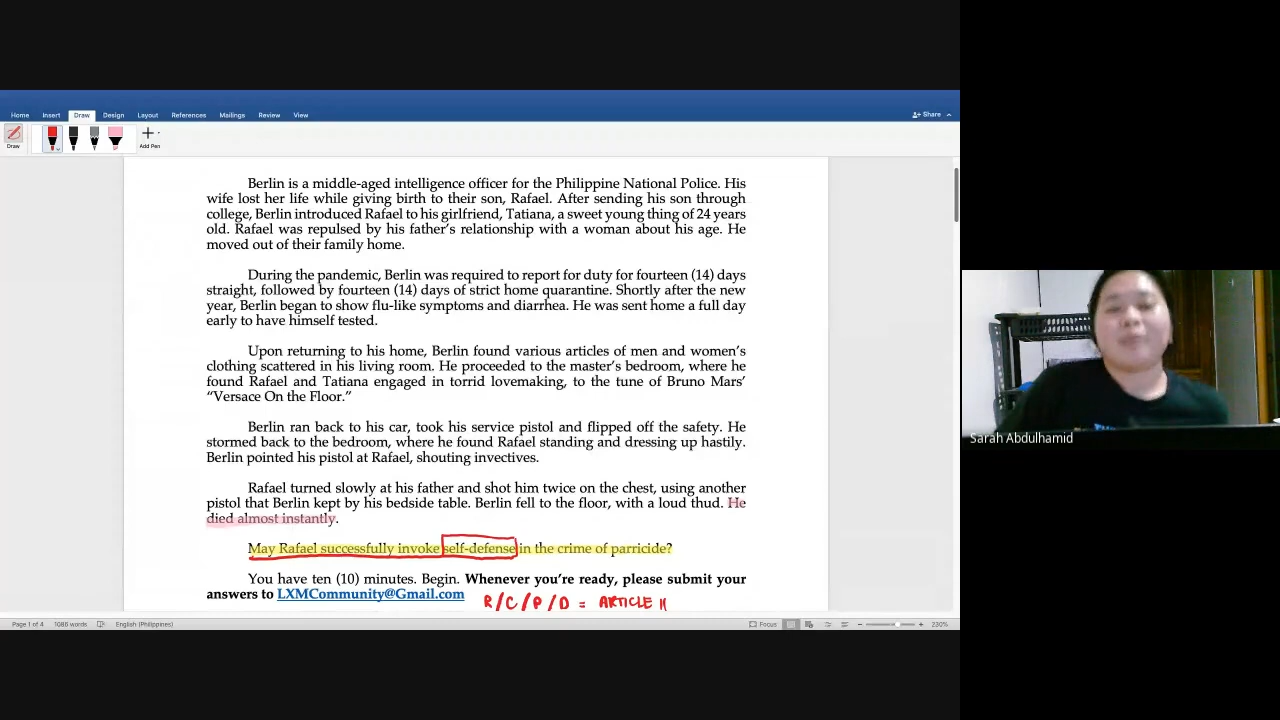 Home Insert Draw Design Layout References Mailings Review View Share
Draw Add Pen
Berlin is a middle-aged intelligence officer for the Philippine National Police. His
wife lost her life while giving birth to their son, Rafael. After sending his son through
college, Berlin introduced Rafael to his girlfriend, Tatiana, a sweet young thing of 24 years
old. Rafael was repulsed by his father's relationship with a woman about his age. He
moved out of their family home.
During the pandemic, Berlin was required to report for duty for fourteen (14) days
straight, followed by fourteen (14) days of strict home quarantine. Shortly after the new
year, Berlin began to show flu-like symptoms and diarrhea. He was sent home a full day
early to have himself tested.
Upon returning to his home, Berlin found various articles of men and women's
clothing scattered in his living room. He proceeded to the master's bedroom, where he
found Rafael and Tatiana engaged in torrid lovemaking, to the tune of Bruno Mars'
"Versace On the Floor."
Berlin ran back to his car, took his service pistol and flipped off the safety. He
stormed back to the bedroom, where he found Rafael standing and dressing up hastily.
Berlin pointed his pistol at Rafael, shouting invectives.
Rafael turned slowly at his father and shot him twice on the chest, using another
pistol that Berlin kept by his bedside table. Berlin fell to the floor, with a loud thud. He
died almost instantly.
May Rafael successfully invoke self-defense in the crime of parricide?
You have ten (10) minutes. Begin. Whenever you're ready, please submit your
answers to LXMCommunity@Gmail.com
R/C/P/D = ARTICLE 11
Page 1 of 4 1086 words English (Philippines) Focus 230%
Sarah Abdulhamid